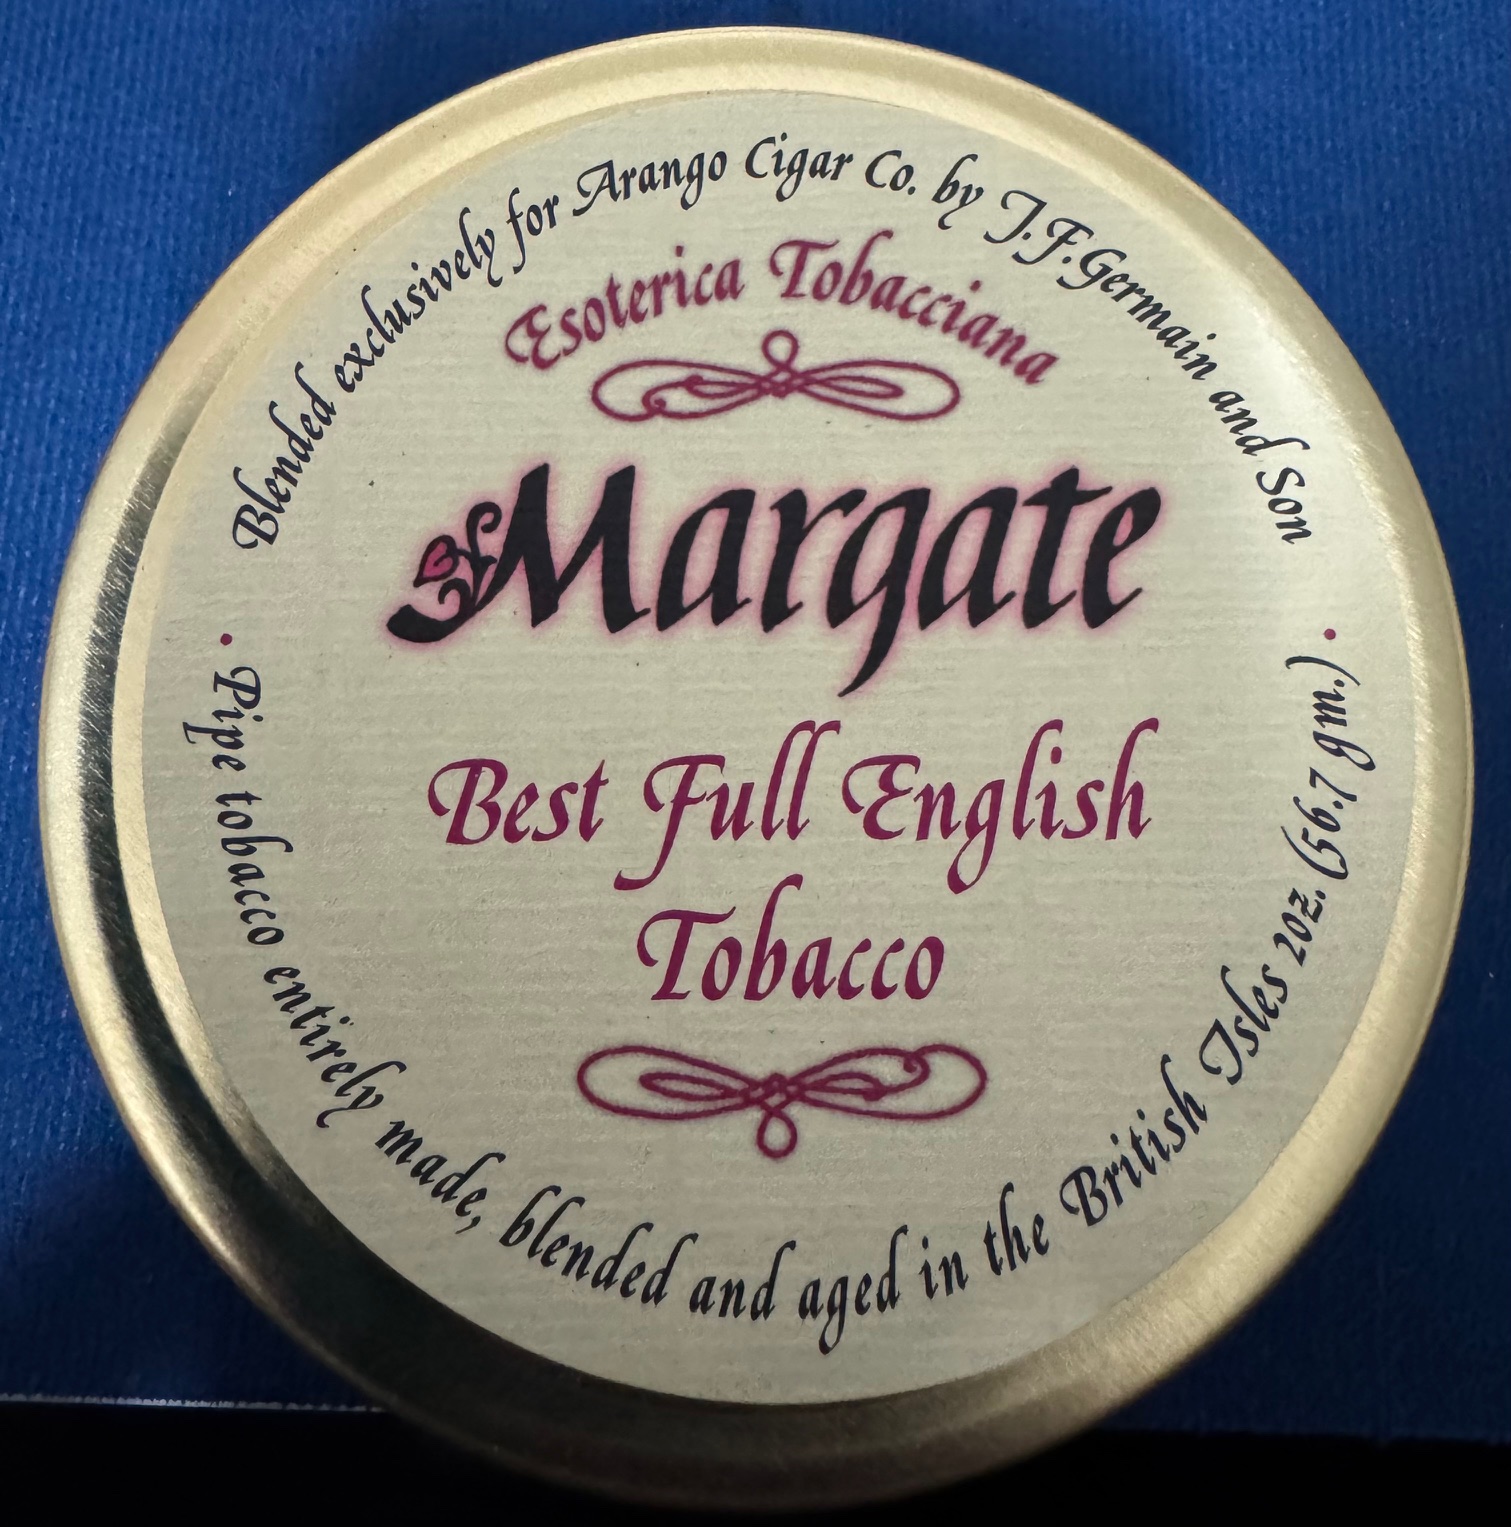 Blended exclusively for Arango Cigar Co. by J.F.Germain and Son
Esoterica Tobacciana
Margate
Best Full English
Tobacco
• Pipe tobacco entirely made, blended and aged in the British Isles 2oz. (56.7 gm.) •